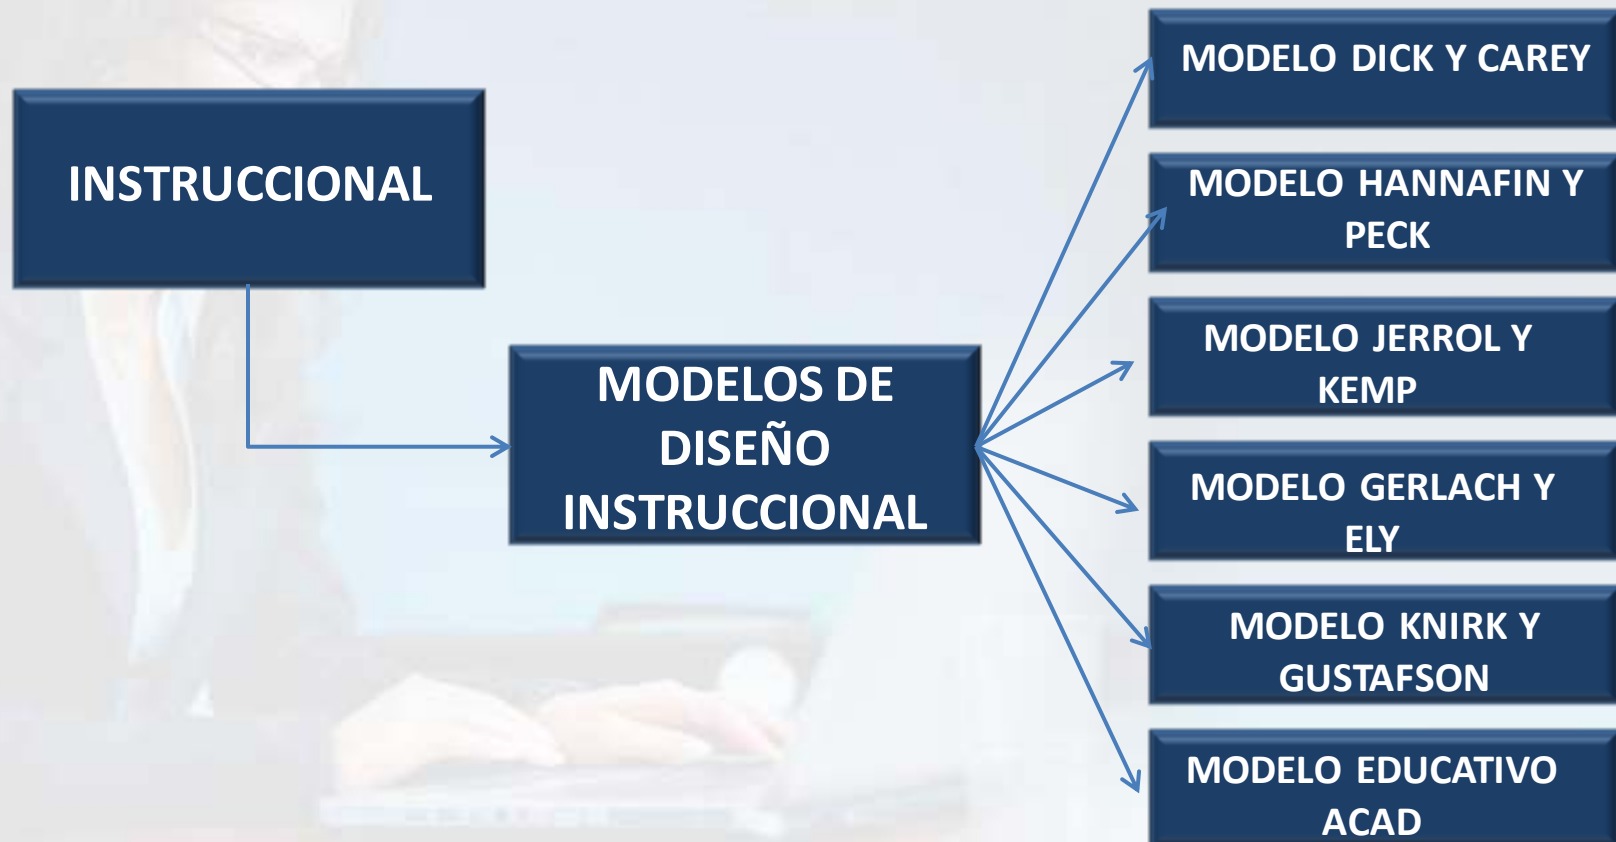 INSTRUCCIONAL
MODELOS DE
DISEÑO
INSTRUCCIONAL
MODELO DICK Y CAREY
MODELO HANNAFIN Y
PECK
MODELO JERROL Y
KEMP
MODELO GERLACH Y
ELY
MODELO KNIRK Y
GUSTAFSON
MODELO EDUCATIVO
ACAD